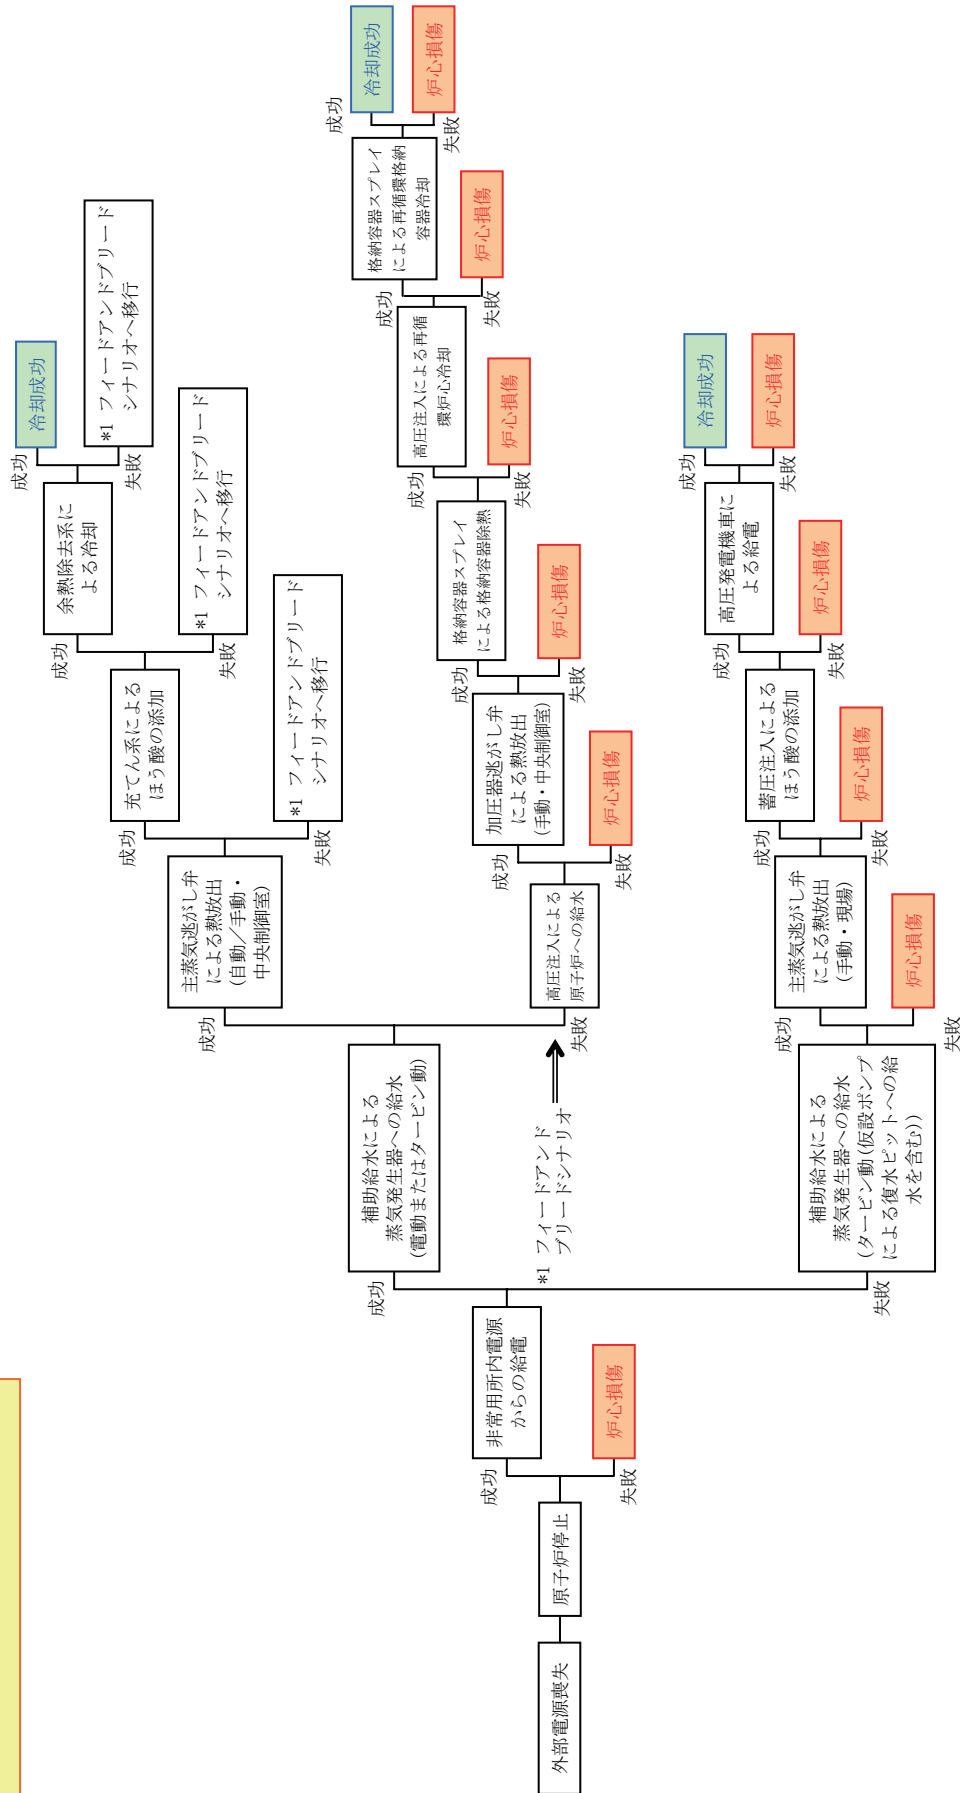 外部電源喪失
原子炉停止
成功
失敗
非常用所内電源
からの給電
炉心損傷
成功
失敗
補助給水による
蒸気発生器への給水
(電動またはタービン動)
成功
失敗
主蒸気逃がし弁
による熱放出
(自動／手動・
中央制御室)
成功
失敗
充てん系による
ほう酸の添加
成功
失敗
余熱除去系に
よる冷却
成功
失敗
冷却成功
*1 フィードアンドブリード
シナリオへ移行
*1 フィードアンドブリード
シナリオへ移行
*1 フィードアンドブリード
シナリオへ移行
*1 フィードアンド
ブリードシナリオ
高圧注入による
原子炉への給水
成功
失敗
加圧器逃がし弁
による熱放出
(手動・中央制御室)
炉心損傷
成功
失敗
格納容器スプレイ
による格納容器除熱
炉心損傷
成功
失敗
高圧注入による再循
環炉心冷却
炉心損傷
成功
失敗
格納容器スプレイ
による再循環格納
容器冷却
炉心損傷
成功
失敗
冷却成功
炉心損傷
補助給水による
蒸気発生器への給水
(タービン動(仮設ポンプ
による復水ピットへの給
水を含む))
成功
失敗
主蒸気逃がし弁
による熱放出
(手動・現場)
炉心損傷
成功
失敗
蓄圧注入による
ほう酸の添加
炉心損傷
成功
失敗
高圧発電機車に
よる給電
炉心損傷
成功
失敗
冷却成功
炉心損傷